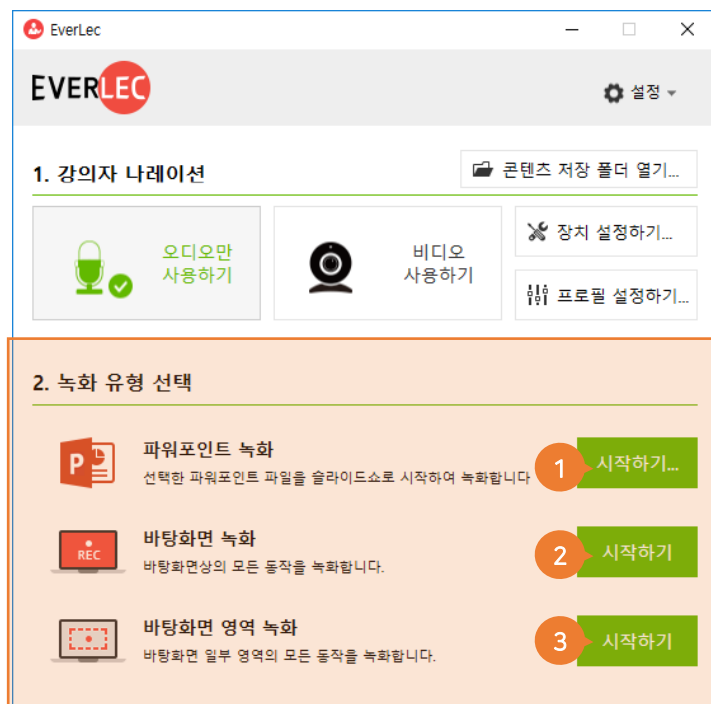 EverLec
EVERLEC
설정
1. 강의자 나레이션
콘텐츠 저장 폴더 열기...
오디오만
사용하기
비디오
사용하기
장치 설정하기...
프로필 설정하기...
2. 녹화 유형 선택
P
파워포인트 녹화
선택한 파워포인트 파일을 슬라이드쇼로 시작하여 녹화합니다
1
시작하기...
REC
바탕화면 녹화
바탕화면상의 모든 동작을 녹화합니다.
2
시작하기
바탕화면 영역 녹화
바탕화면 일부 영역의 모든 동작을 녹화합니다.
3
시작하기